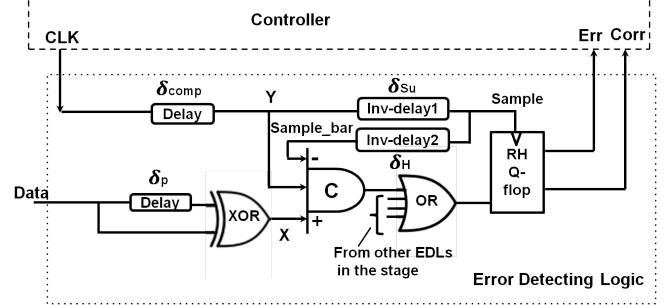 Controller
CLK
Err Corr
δcomp
Delay
Y
δSu
Inv-delay1
Sample
Sample_bar
Inv-delay2
δH
RH
Q-
flop
-
C
+
OR
Data
δp
Delay
XOR
X
From other EDLs
in the stage
Error Detecting Logic